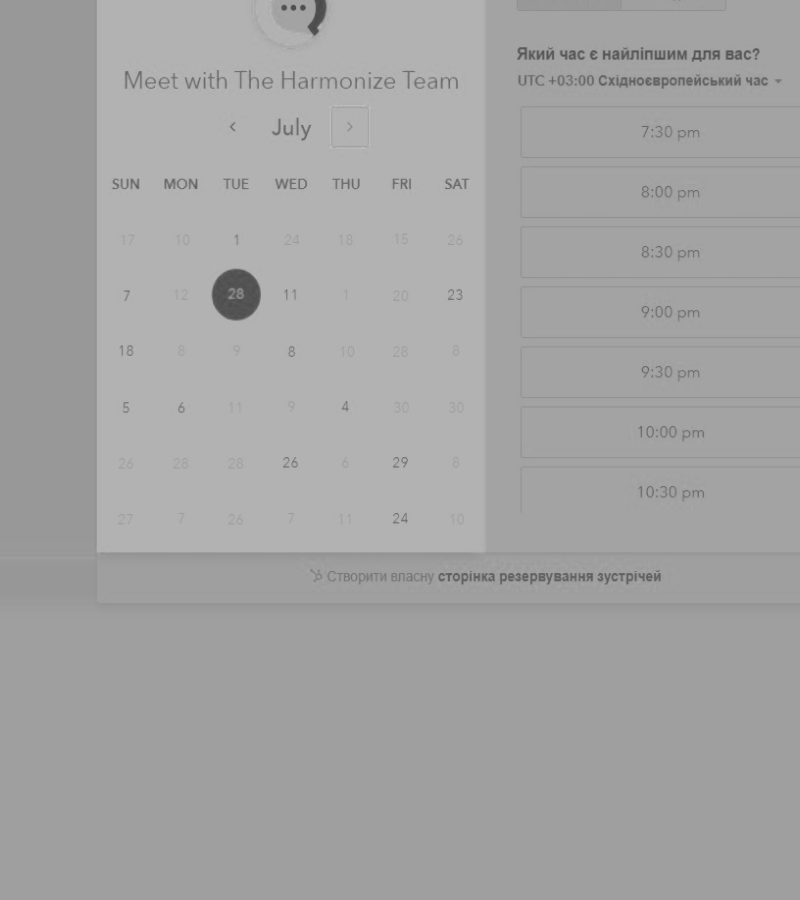 Meet with The Harmonize Team
July
SUN MON TUE WED THU FRI SAT
17 10 1 24 18 15 26
7 12 28 11 1 20 23
18 8 9 8 10 28 8
5 6 11 9 4 30 30
26 28 28 26 6 29 8
27 7 26 7 11 24 10
Який час є найліпшим для вас?
UTC +03:00 Східноєвропейський час
7:30 pm
8:00 pm
8:30 pm
9:00 pm
9:30 pm
10:00 pm
10:30 pm
Створити власну сторінка резервування зустрічей